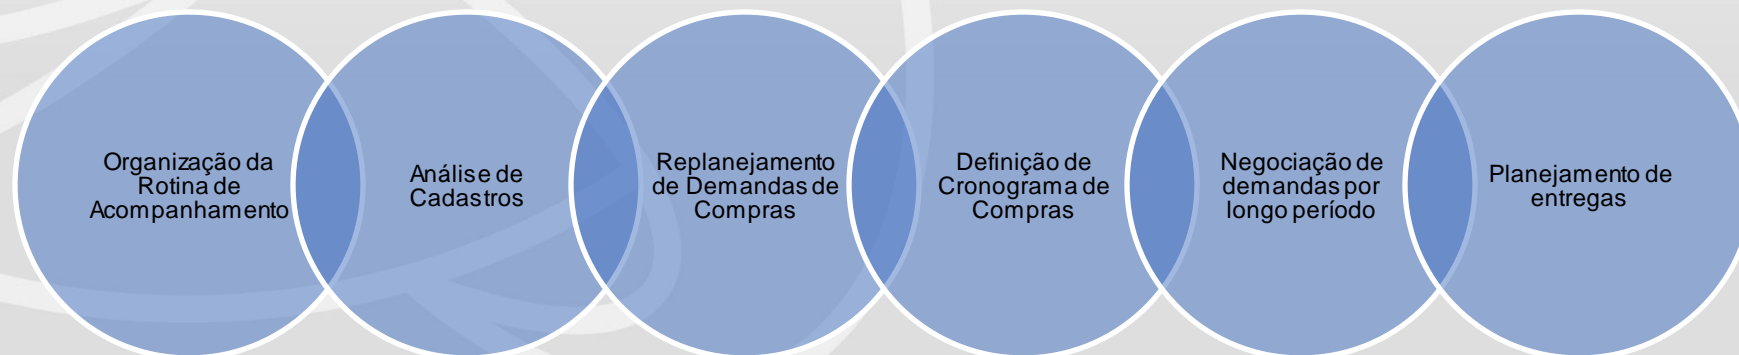 Organização da
Rotina de
Acompanhamento
Análise de
Cadastros
Replanejamento
de Demandas de
Compras
Definição de
Cronograma de
Compras
Negociação de
demandas por
longo período
Planejamento de
entregas